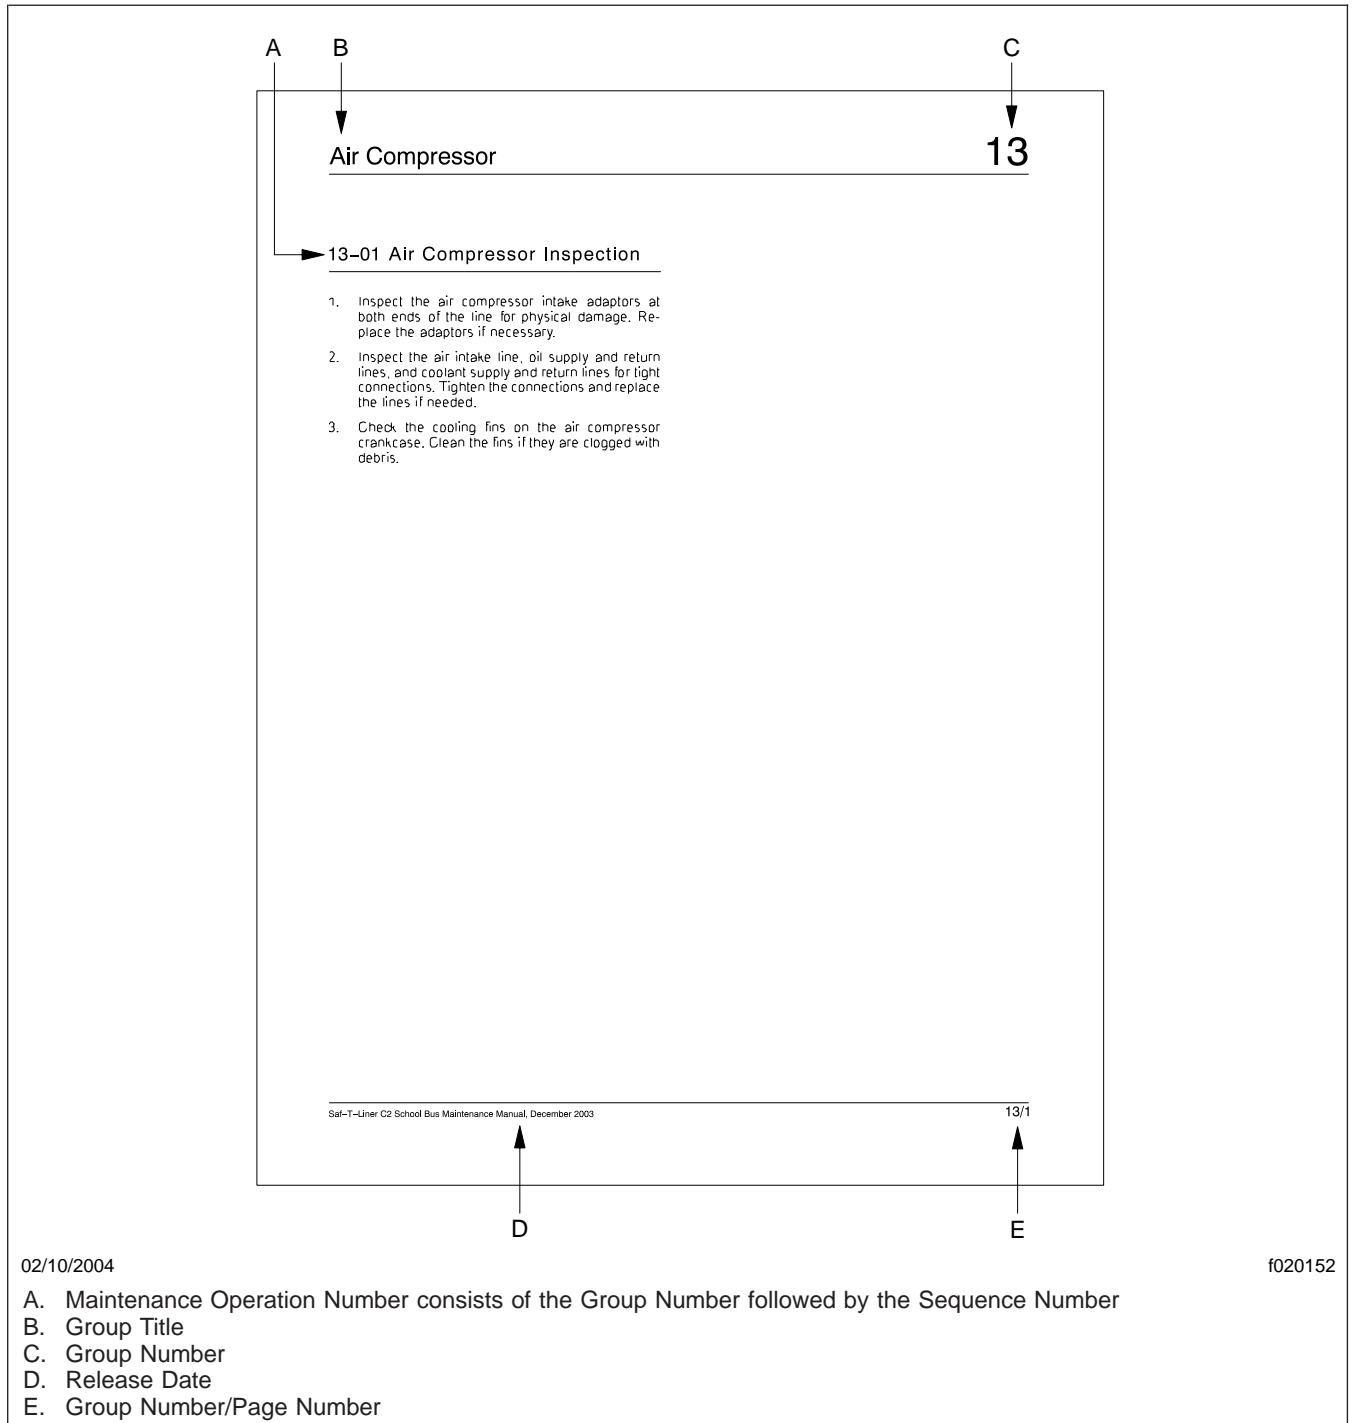 A B C
Air Compressor 13
13–01 Air Compressor Inspection
1. Inspect the air compressor intake adaptors at
both ends of the line for physical damage. Re-
place the adaptors if necessary.
2. Inspect the air intake line, oil supply and return
lines, and coolant supply and return lines for tight
connections. Tighten the connections and replace
the lines if needed.
3. Check the cooling fins on the air compressor
crankcase. Clean the fins if they are clogged with
debris.
Saf–T–Liner C2 School Bus Maintenance Manual, December 2003 13/1
D E
02/10/2004 f020152
A. Maintenance Operation Number consists of the Group Number followed by the Sequence Number
B. Group Title
C. Group Number
D. Release Date
E. Group Number/Page Number